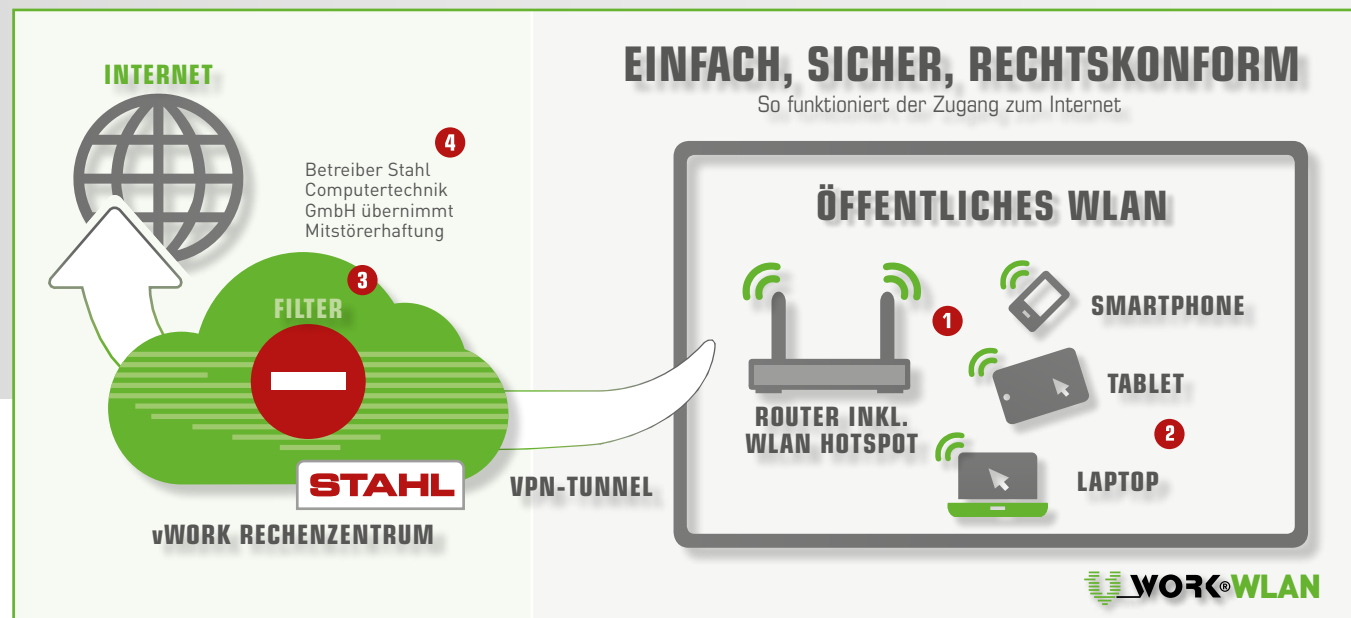 EINFACH, SICHER, RECHTSKONFORM
So funktioniert der Zugang zum Internet
INTERNET
4
Betreiber Stahl
Computertechnik
GmbH übernimmt
Mitstörerhaftung
3
FILTER
STAHL
vWORK RECHENZENTRUM
VPN-TUNNEL
ÖFFENTLICHES WLAN
1
ROUTER INKL.
WLAN HOTSPOT
SMARTPHONE
TABLET
2
LAPTOP
V_WORK®WLAN